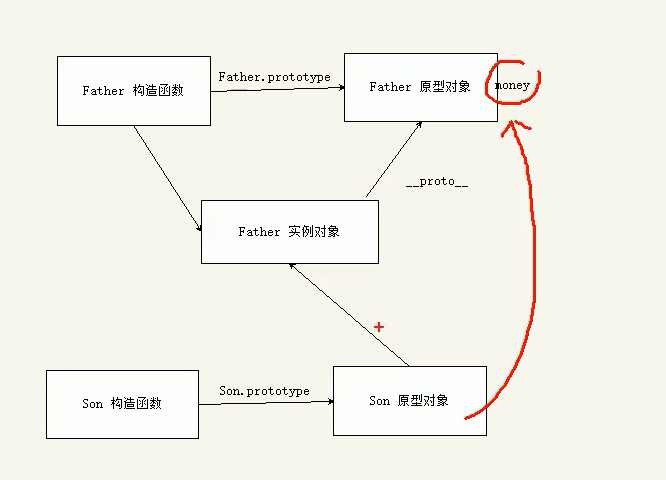 Father.prototype
Father 构造函数
Father 原型对象
money
__proto__
Father 实例对象
Son.prototype
Son 构造函数
Son 原型对象